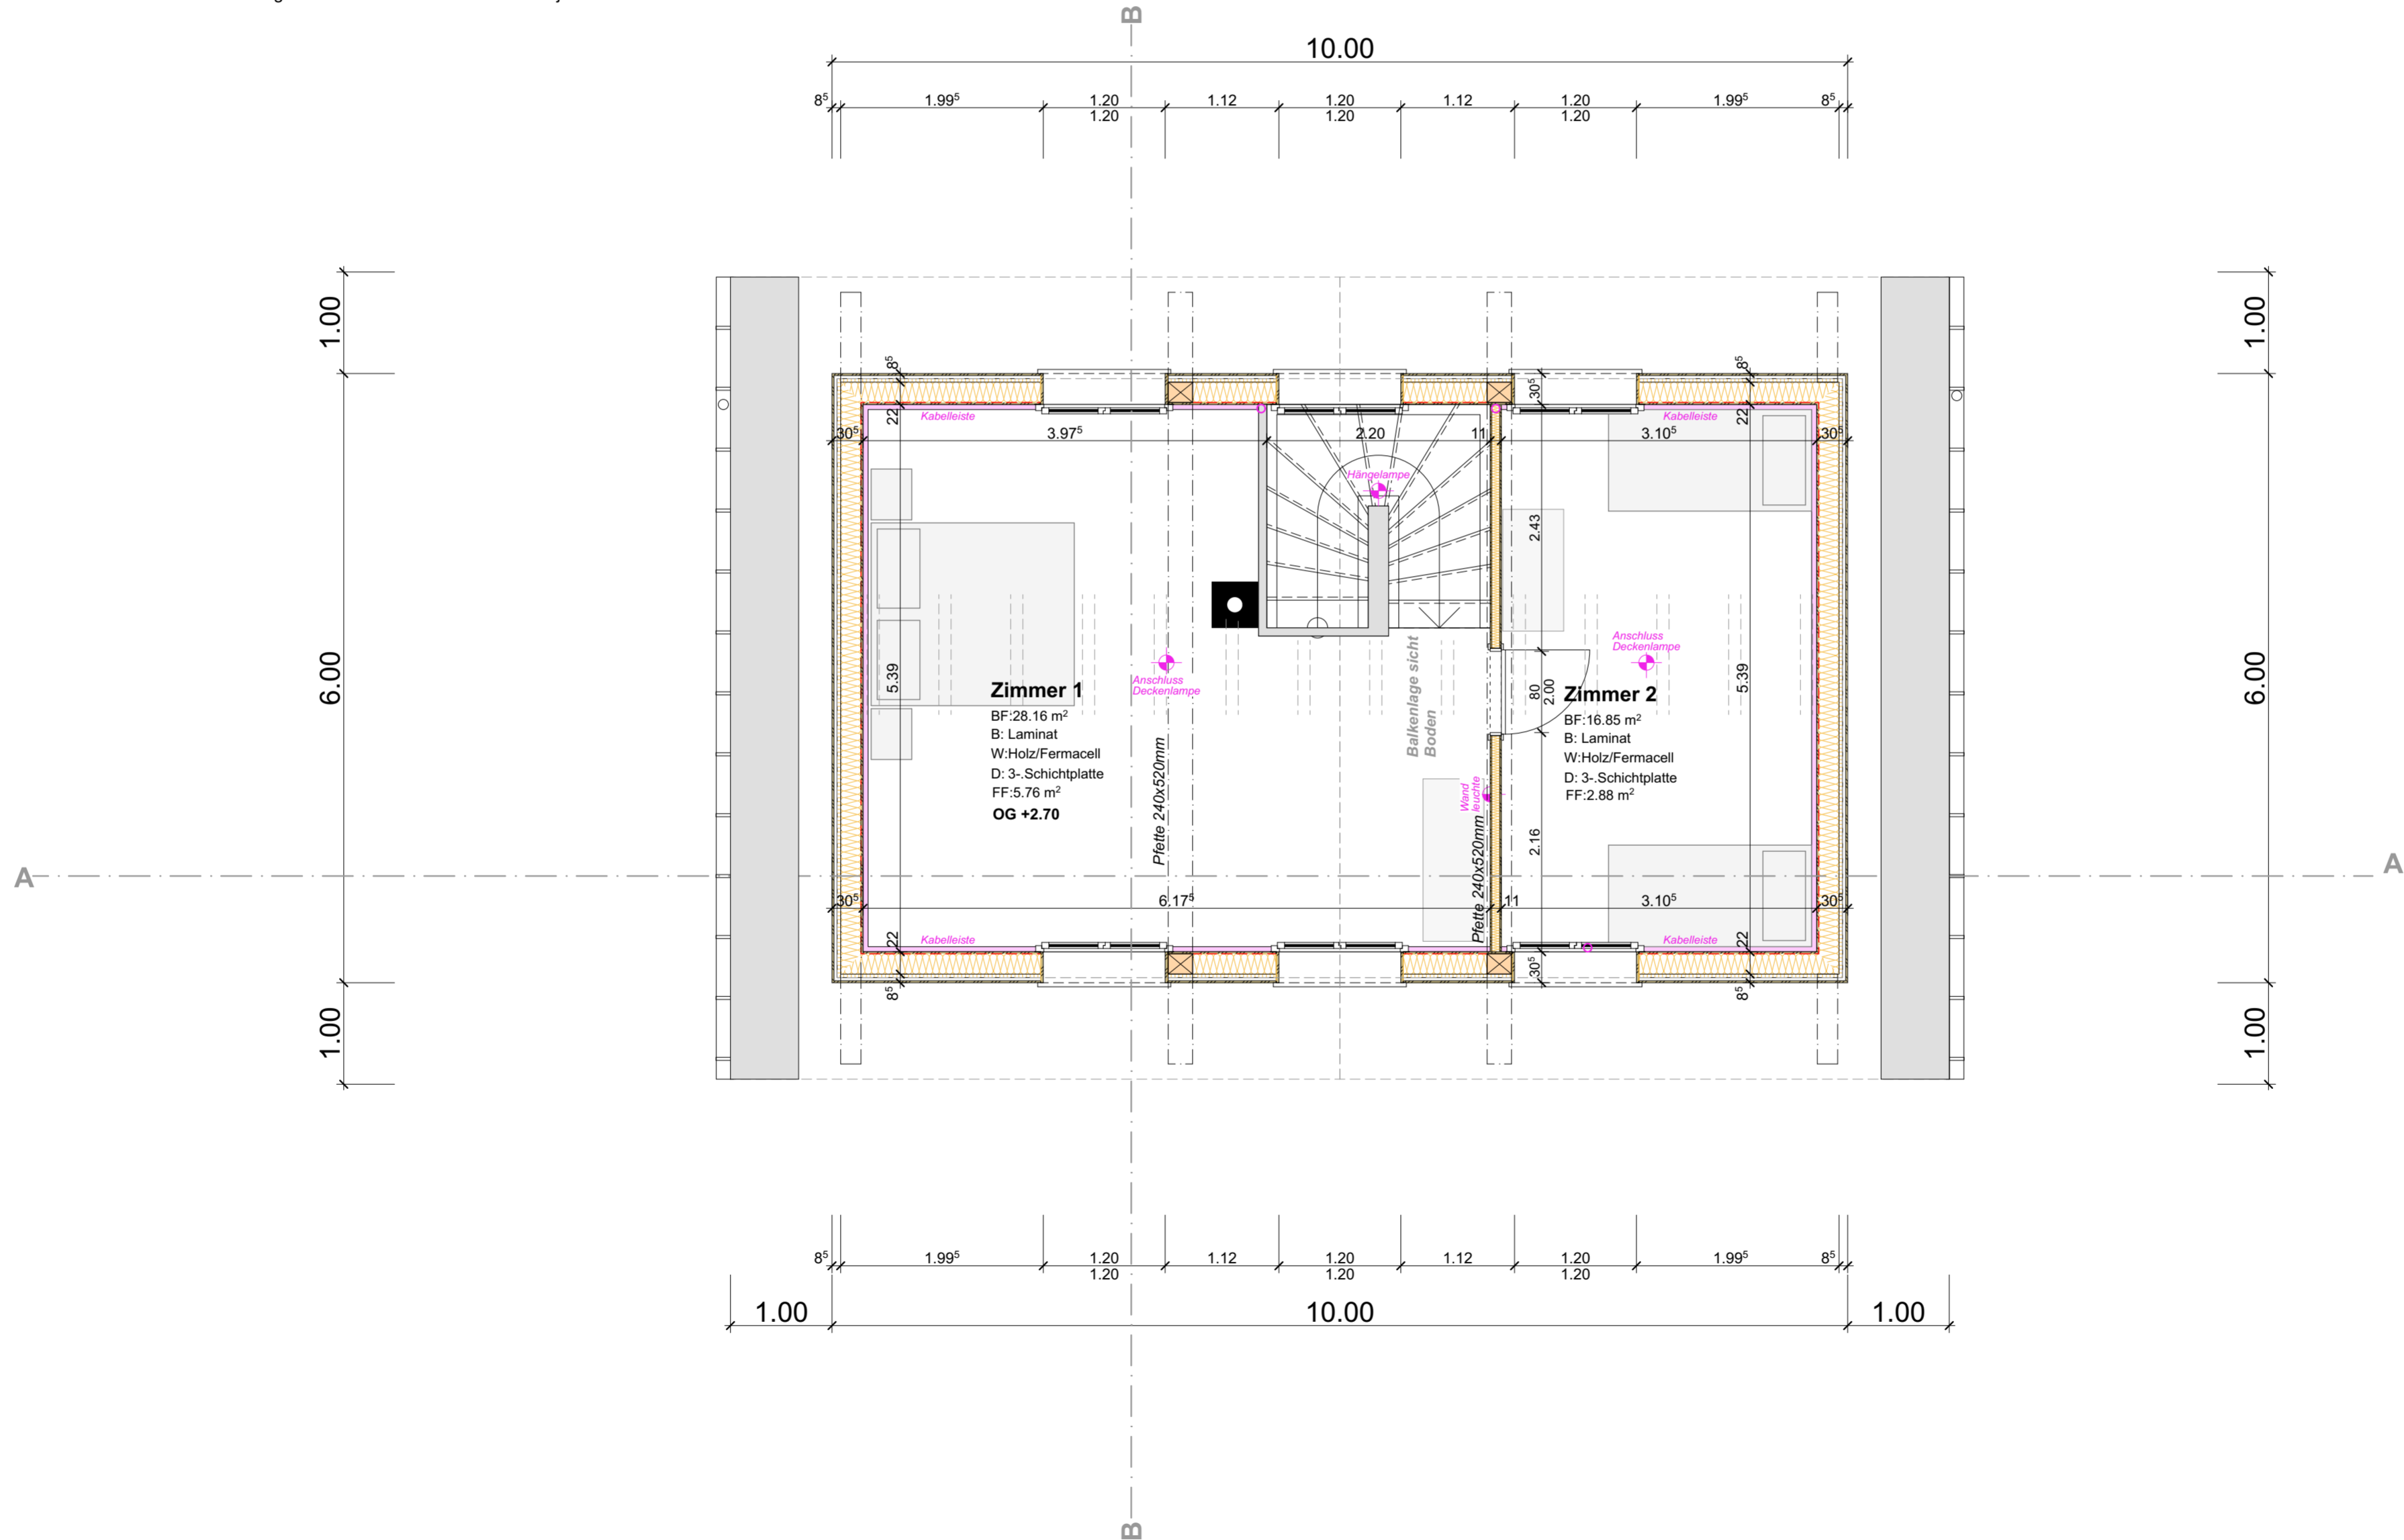 B
10.00
8⁵ 1.99⁵ 1.20 1.12 1.20 1.12 1.20 1.99⁵ 8⁵
1.20 1.20 1.20
1.00 1.00
8⁵ 8⁵
22 30⁵ 22
Kabelleiste Kabelleiste
30⁵ 3.97⁵ 2.20 11 3.10⁵ 30⁵
Hängelampe
2.43
6.00 6.00
5.39 5.39
Anschluss
Deckenlampe
Anschluss
Deckenlampe
Balkenlage sicht
Boden
80
2.00
Zimmer 1
BF:28.16 m²
B: Laminat
W:Holz/Fermacell
D: 3-.Schichtplatte
FF:5.76 m²
OG +2.70
Zimmer 2
BF:16.85 m²
B: Laminat
W:Holz/Fermacell
D: 3-.Schichtplatte
FF:2.88 m²
Pfette 240x520mm
Wand
leuchte
Pfette 240x520mm
2.16
A A
30⁵ 6.17⁵ 11 3.10⁵ 30⁵
Kabelleiste Kabelleiste
22 30⁵ 22
8⁵ 8⁵
1.00 1.00
8⁵ 1.99⁵ 1.20 1.12 1.20 1.12 1.20 1.99⁵ 8⁵
1.20 1.20 1.20
1.00 10.00 1.00
B